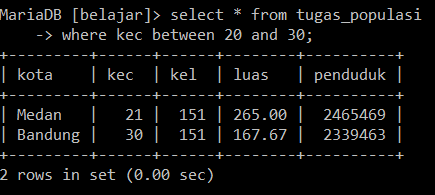 MariaDB [belajar]> select * from tugas_populasi
    -> where kec between 20 and 30;
+---------+------+------+--------+----------+
| kota    | kec  | kel  | luas   | penduduk |
+---------+------+------+--------+----------+
| Medan   |   21 |  151 | 265.00 |  2465469 |
| Bandung |   30 |  151 | 167.67 |  2339463 |
+---------+------+------+--------+----------+
2 rows in set (0.00 sec)